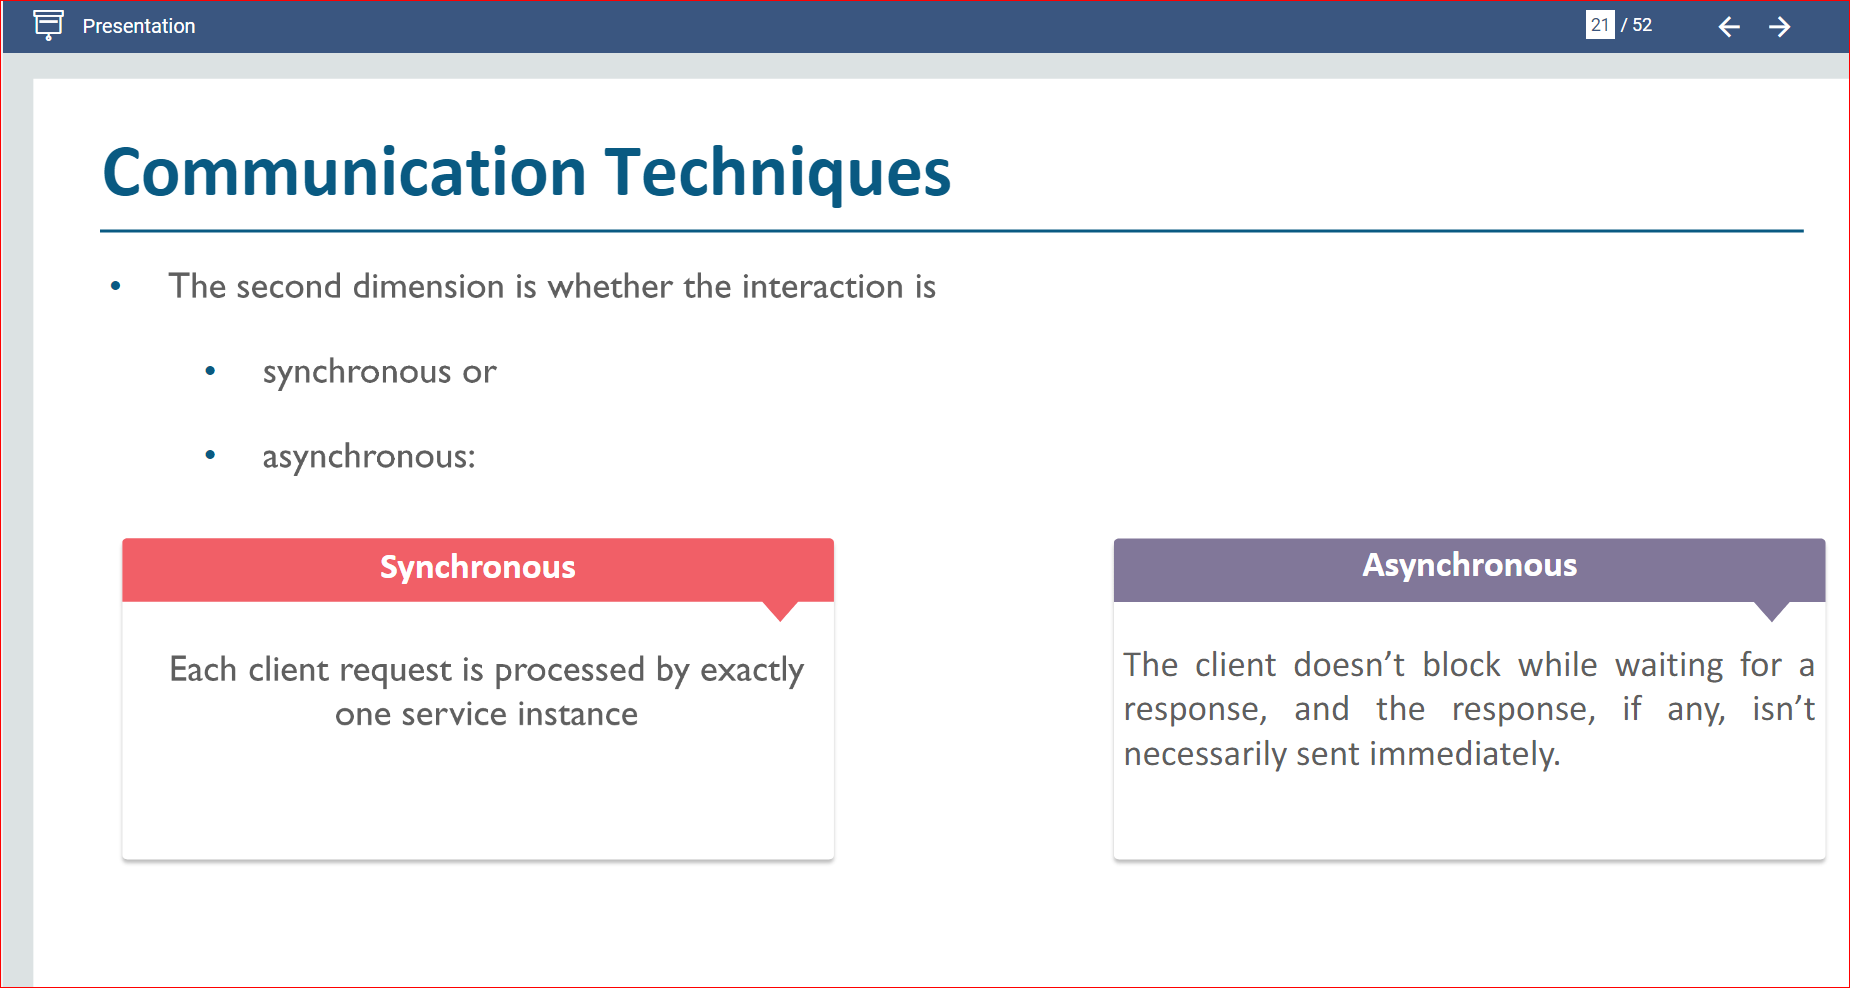 Presentation
21 / 52
Communication Techniques
• The second dimension is whether the interaction is
• synchronous or
• asynchronous:
Synchronous
Each client request is processed by exactly
one service instance
Asynchronous
The client doesn’t block while waiting for a
response, and the response, if any, isn’t
necessarily sent immediately.